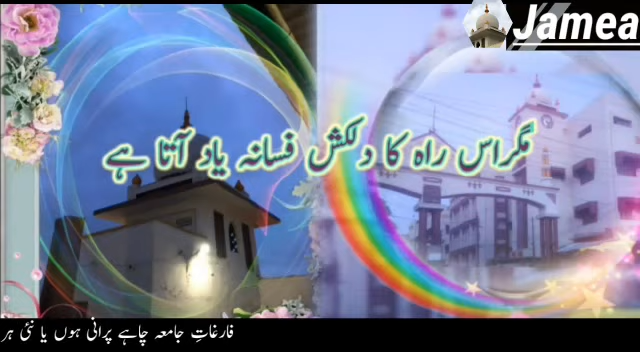 Jamea
مگر اس راہ کا دلکش فسانہ یاد آتا ہے
فارغاتِ جامعہ چاہے پرانی ہوں یا نئی ہر